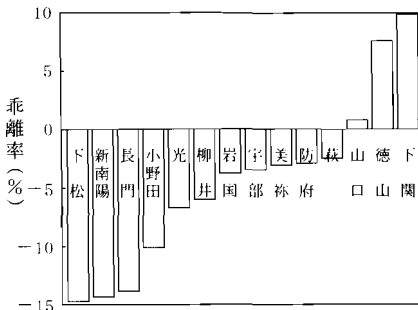 10
5
0
−5
−10
−15
乖離率(%)
下松
新南陽
長門
小野田
光
柳井
岩国
宇部
美祢
防府
萩
山口
徳山
下関